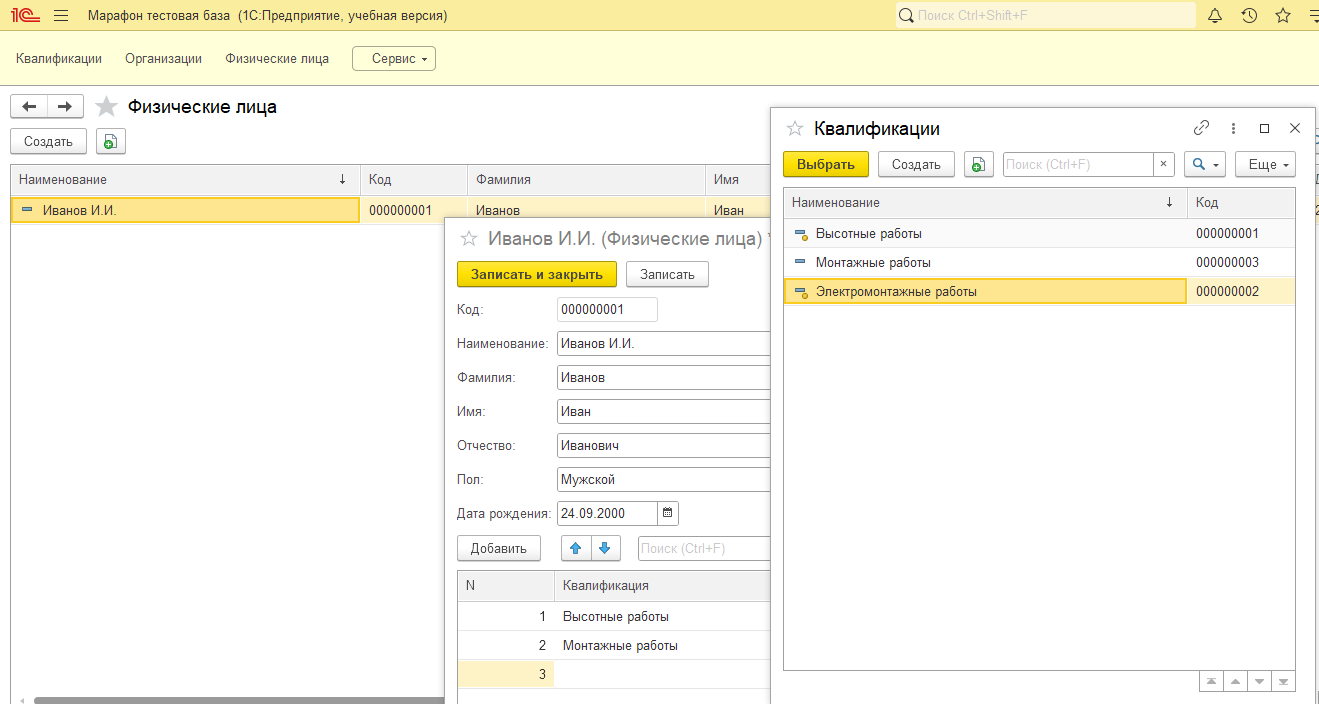 1С Марафон тестовая база (1С:Предприятие, учебная версия) Поиск Ctrl+Shift+F
Квалификации Организации Физические лица Сервис
Физические лица
Создать
Наименование Код Фамилия Имя
Иванов И.И. 000000001 Иванов Иван
Иванов И.И. (Физические лица)
Записать и закрыть Записать
Код: 000000001
Наименование: Иванов И.И.
Фамилия: Иванов
Имя: Иван
Отчество: Иванович
Пол: Мужской
Дата рождения: 24.09.2000
Добавить Поиск (Ctrl+F)
N Квалификация
1 Высотные работы
2 Монтажные работы
3
Квалификации
Выбрать Создать Поиск (Ctrl+F) × Еще
Наименование Код
Высотные работы 000000001
Монтажные работы 000000003
Электромонтажные работы 000000002